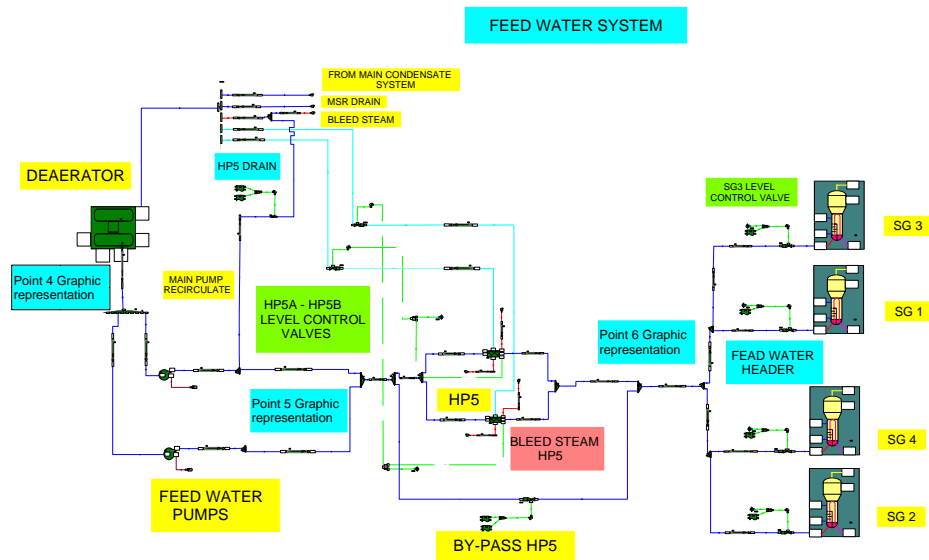 FEED WATER SYSTEM
FROM MAIN CONDENSATE
SYSTEM
MSR DRAIN
BLEED STEAM
HP5 DRAIN
DEAERATOR
SG3 LEVEL
CONTROL VALVE
SG 3
Point 4 Graphic
representation
MAIN PUMP
RECIRCULATE
HP5A - HP5B
LEVEL CONTROL
VALVES
SG 1
Point 6 Graphic
representation
FEAD WATER
HEADER
HP5
Point 5 Graphic
representation
BLEED STEAM
HP5
SG 4
FEED WATER
PUMPS
SG 2
BY-PASS HP5